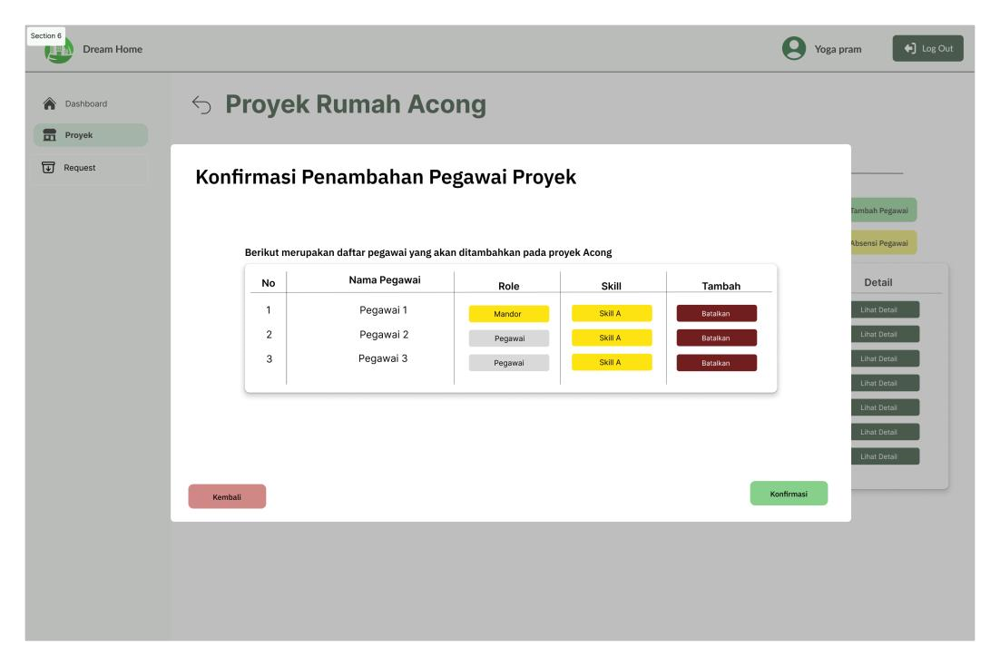 Section 6
Dream Home
Yoga pram
Log Out
Dashboard
Proyek
Request
Proyek Rumah Acong
Tambah Pegawai
Absensi Pegawai
Detail
Lihat Detail
Lihat Detail
Lihat Detail
Lihat Detail
Lihat Detail
Lihat Detail
Lihat Detail
Konfirmasi Penambahan Pegawai Proyek
Berikut merupakan daftar pegawai yang akan ditambahkan pada proyek Acong
No Nama Pegawai Role Skill Tambah
1 Pegawai 1 Mandor Skill A Batalkan
2 Pegawai 2 Pegawai Skill A Batalkan
3 Pegawai 3 Pegawai Skill A Batalkan
Kembali
Konfirmasi